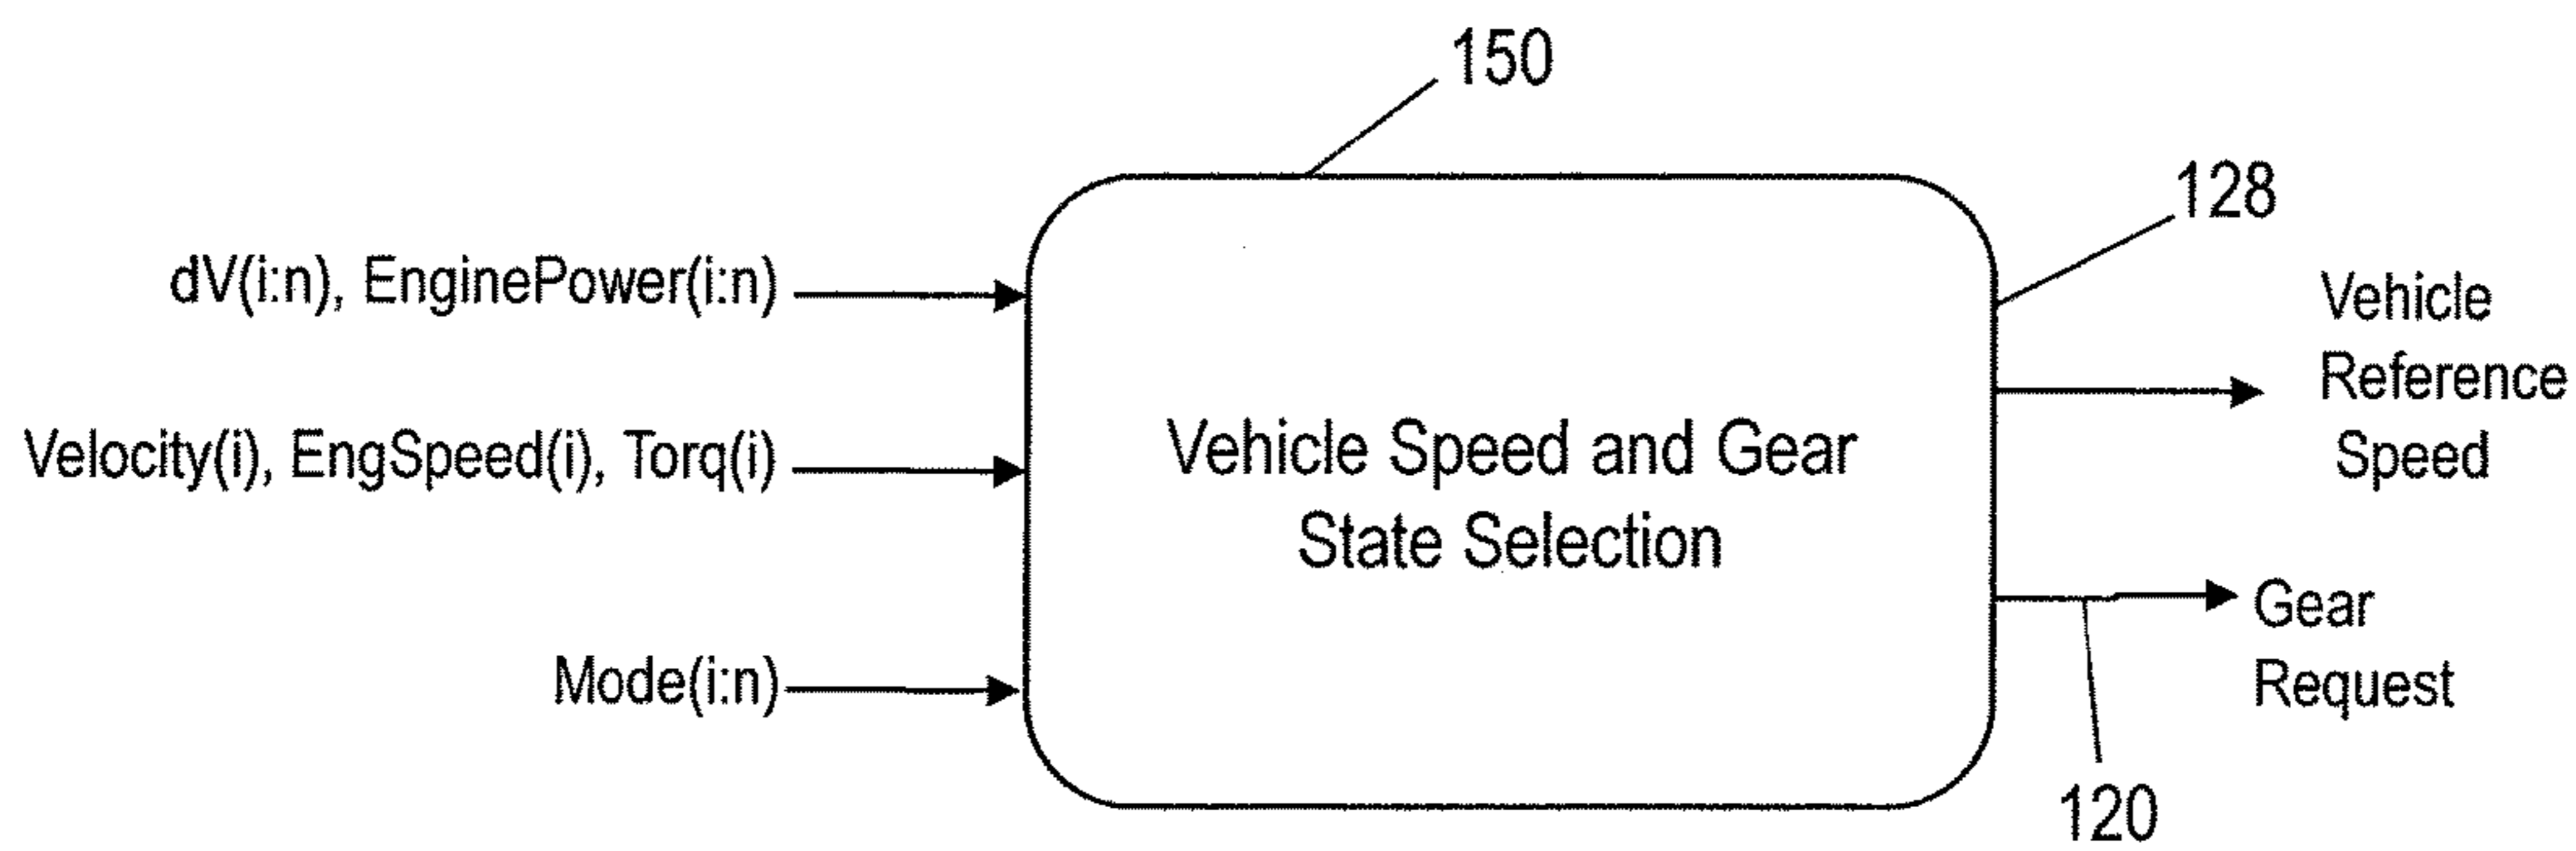 150
128
dV(i:n), EnginePower(i:n)
Velocity(i), EngSpeed(i), Torq(i)
Mode(i:n)
Vehicle Speed and Gear
State Selection
Vehicle
Reference
Speed
Gear
Request
120